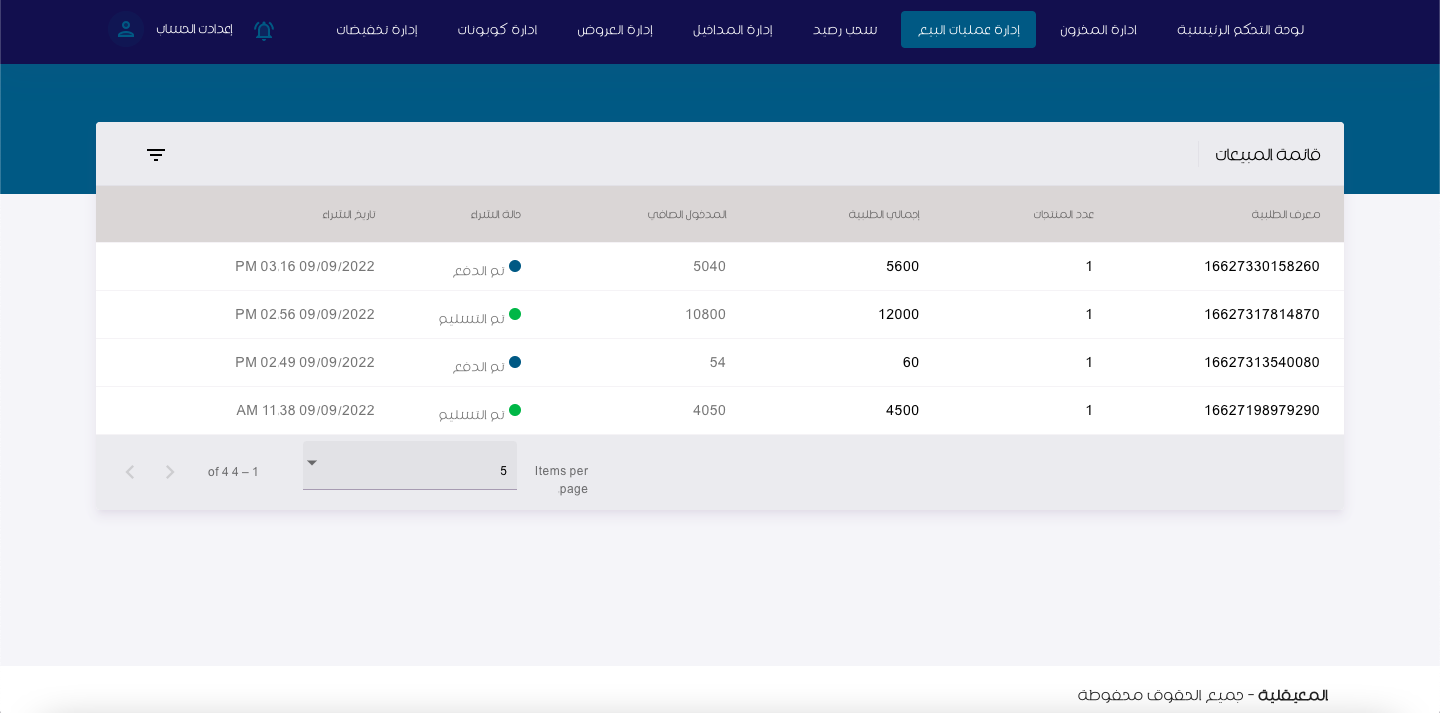 لوحة التحكم الرئيسية ادارة المخزون إدارة عمليات البيع سحب رصيد إدارة المداخيل إدارة العروض ادارة كوبونات إدارة تخفيضات إعدادت الحساب
قائمة المبيعات
معرف الطلبية عدد المنتجات إجمالي الطلبية المدخول الصافي حالة الشراء تاريخ الشراء
16627330158260 1 5600 5040 تم الدفع 09/09/2022 03:16 PM
16627317814870 1 12000 10800 تم التسليم 09/09/2022 02:56 PM
16627313540080 1 60 54 تم الدفع 09/09/2022 02:49 PM
16627198979290 1 4500 4050 تم التسليم 09/09/2022 11:38 AM
Items per
page
5
1 – 4 of 4
المعيقلية - جميع الحقوق محفوظة